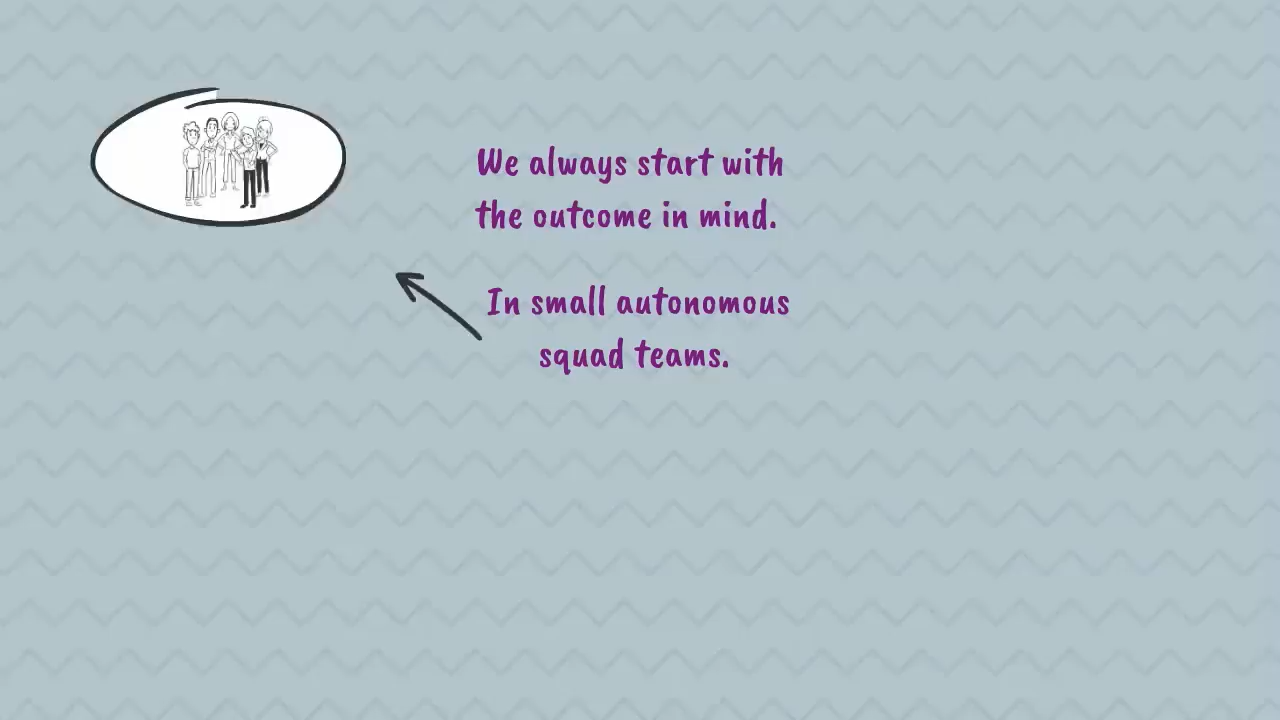 We always start with
the outcome in mind.
In small autonomous
squad teams.